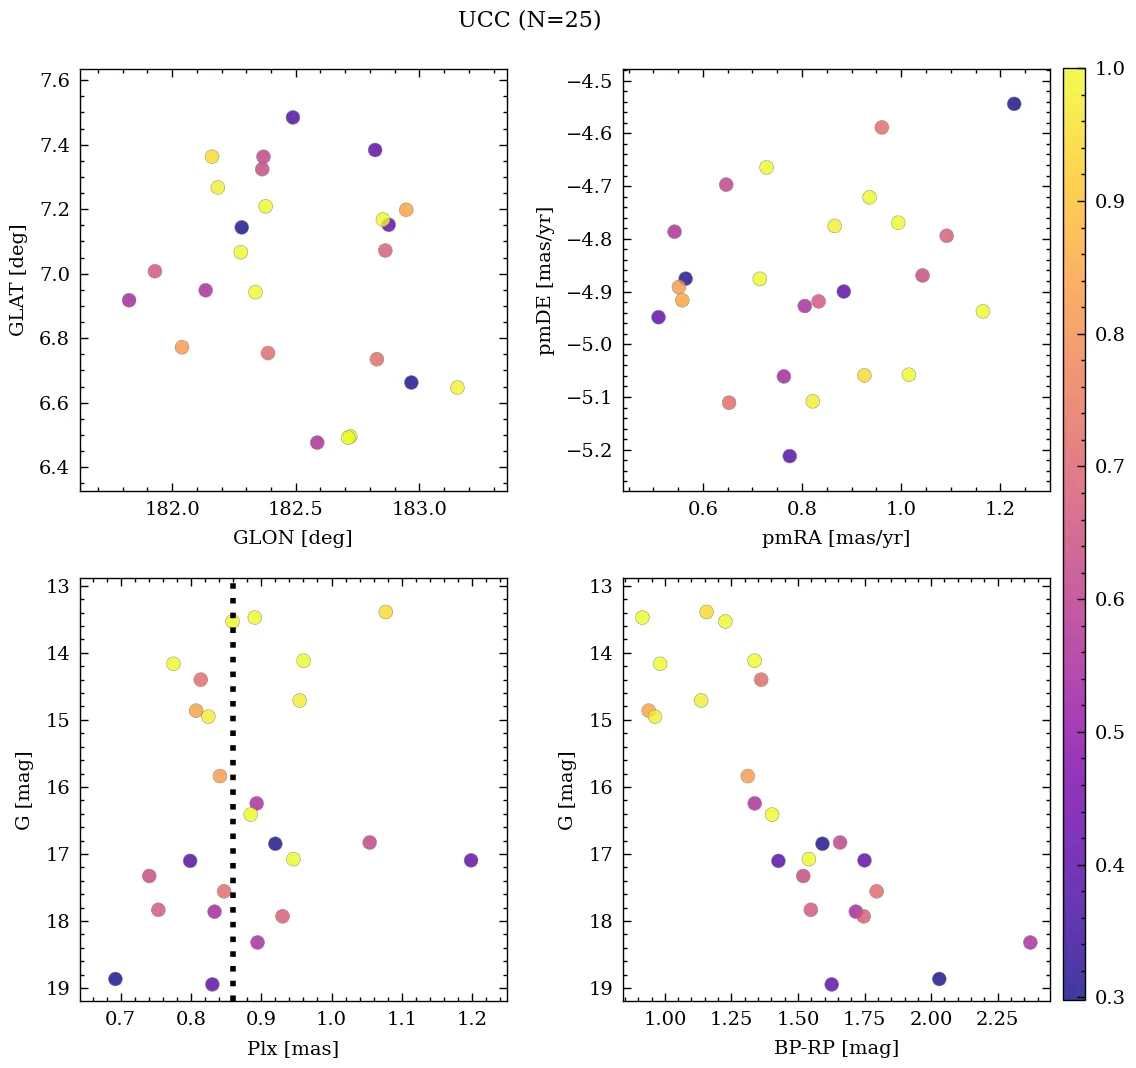 UCC (N=25)
7.6
7.4
7.2
7.0
6.8
6.6
6.4
GLAT [deg]
182.0 182.5 183.0
GLON [deg]
−4.5
−4.6
−4.7
−4.8
−4.9
−5.0
−5.1
−5.2
pmDE [mas/yr]
0.6 0.8 1.0 1.2
pmRA [mas/yr]
13
14
15
16
17
18
19
G [mag]
0.7 0.8 0.9 1.0 1.1 1.2
Plx [mas]
13
14
15
16
17
18
19
G [mag]
1.00 1.25 1.50 1.75 2.00 2.25
BP-RP [mag]
1.0
0.9
0.8
0.7
0.6
0.5
0.4
0.3